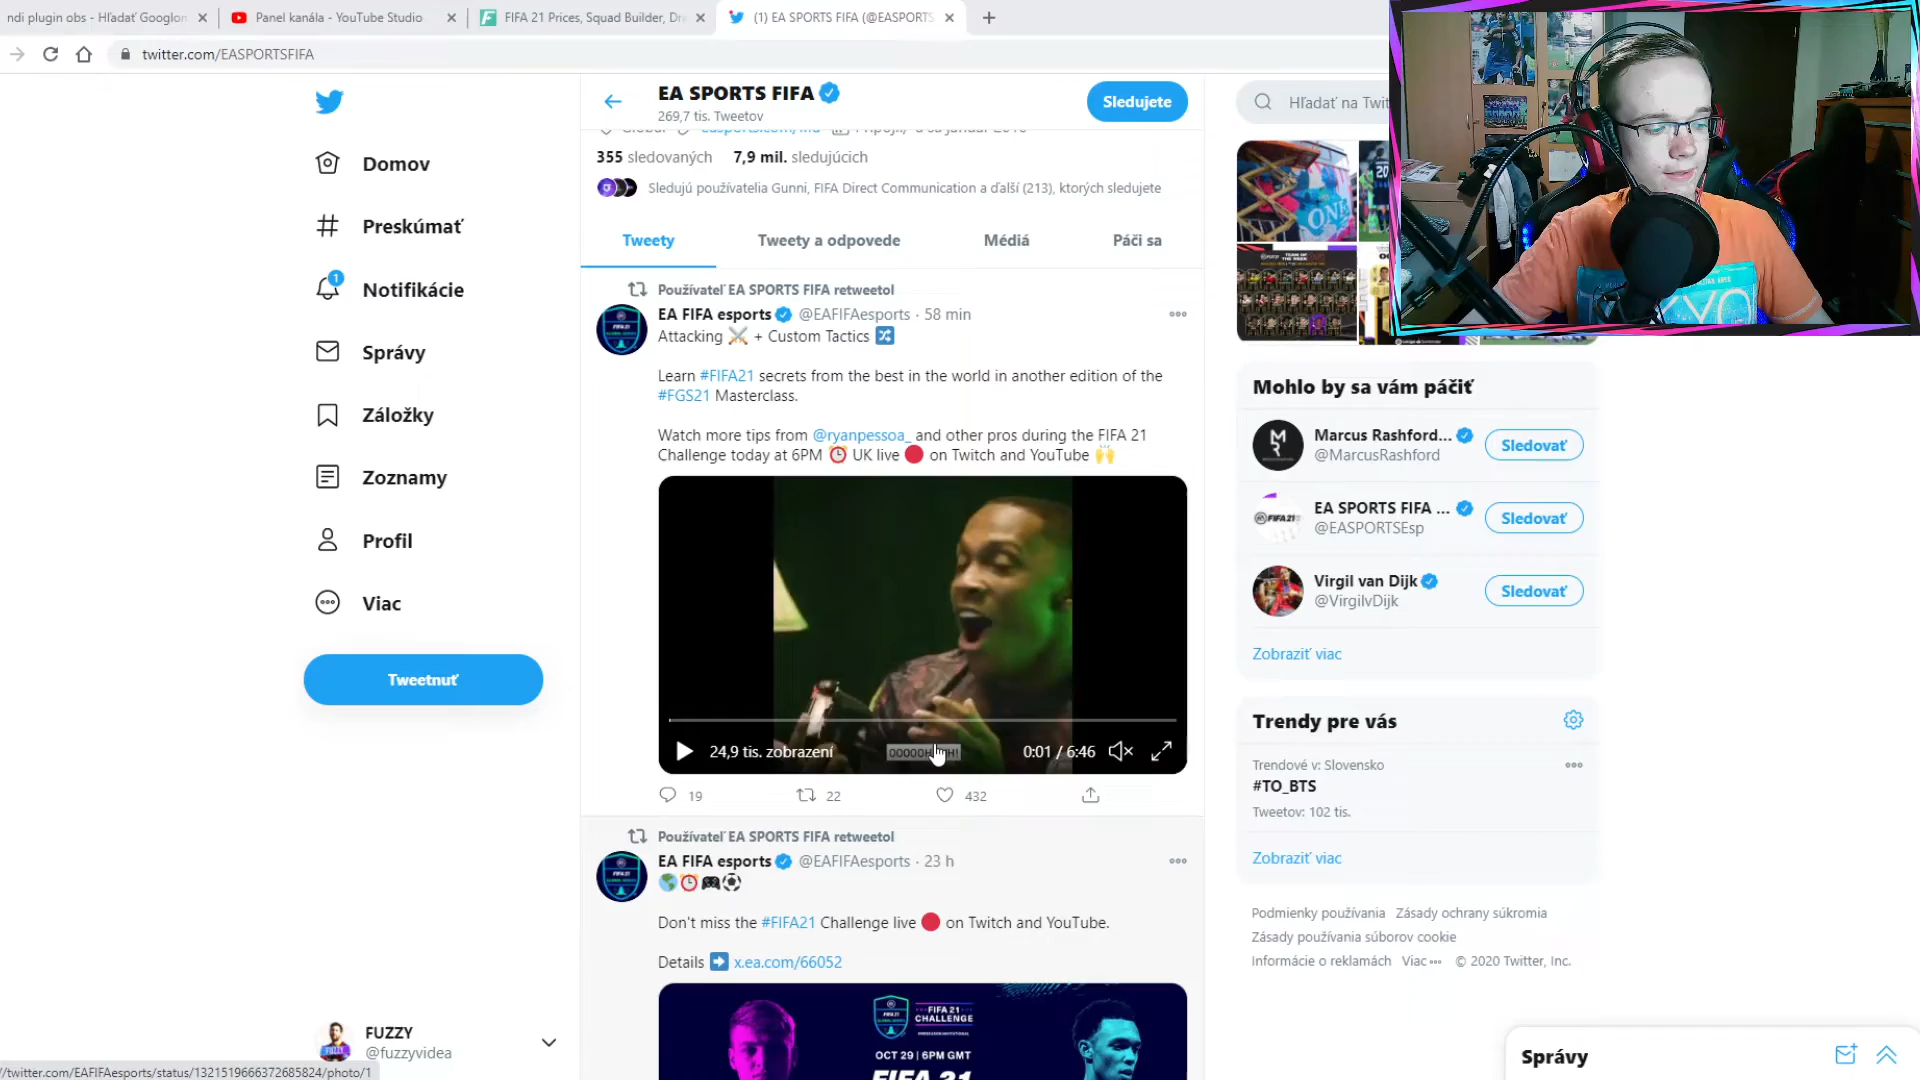 ndi plugin obs - Hľadať Googlom
Panel kanála - YouTube Studio
FIFA 21 Prices, Squad Builder, Dr
(1) EA SPORTS FIFA (@EASPORTS
twitter.com/EASPORTSFIFA
Domov
Preskúmať
1
Notifikácie
Správy
Záložky
Zoznamy
Profil
Viac
Tweetnuť
FUZZY
@fuzzyvidea
//twitter.com/EAFIFAesports/status/1321519666372685824/photo/1
EA SPORTS FIFA
269,7 tis. Tweetov
Sledujete
355 sledovaných 7,9 mil. sledujúcich
Sledujú používatelia Gunni, FIFA Direct Communication a ďalší (213), ktorých sledujete
Tweety
Tweety a odpovede
Médiá
Páči sa
Používateľ EA SPORTS FIFA retweetol
EA FIFA esports @EAFIFAesports · 58 min
Attacking ⚔️ + Custom Tactics 🔀
Learn #FIFA21 secrets from the best in the world in another edition of the
#FGS21 Masterclass.
Watch more tips from @ryanpessoa_ and other pros during the FIFA 21
Challenge today at 6PM ⏰ UK live 🔴 on Twitch and YouTube 🙌
24,9 tis. zobrazení
0:01 / 6:46
19
22
432
Používateľ EA SPORTS FIFA retweetol
EA FIFA esports @EAFIFAesports · 23 h
🌎⏰🎮⚽
Don't miss the #FIFA21 Challenge live 🔴 on Twitch and YouTube.
Details ➡️ x.ea.com/66052
FIFA 21
CHALLENGE
OCT 29 | 6PM GMT
FIFA 21
Hľadať na Twit
Mohlo by sa vám páčiť
Marcus Rashford...
@MarcusRashford
Sledovať
EA SPORTS FIFA ...
@EASPORTSEsp
Sledovať
Virgil van Dijk
@VirgilvDijk
Sledovať
Zobraziť viac
Trendy pre vás
Trendové v: Slovensko
#TO_BTS
Tweetov: 102 tis.
Zobraziť viac
Podmienky používania Zásady ochrany súkromia
Zásady používania súborov cookie
Informácie o reklamách Viac ··· © 2020 Twitter, Inc.
Správy